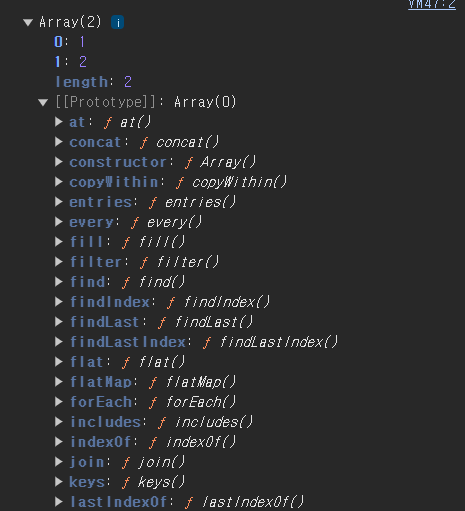 VM47:2
▼ Array(2) i
0: 1
1: 2
length: 2
▼ [[Prototype]]: Array(0)
▶ at: ƒ at()
▶ concat: ƒ concat()
▶ constructor: ƒ Array()
▶ copyWithin: ƒ copyWithin()
▶ entries: ƒ entries()
▶ every: ƒ every()
▶ fill: ƒ fill()
▶ filter: ƒ filter()
▶ find: ƒ find()
▶ findIndex: ƒ findIndex()
▶ findLast: ƒ findLast()
▶ findLastIndex: ƒ findLastIndex()
▶ flat: ƒ flat()
▶ flatMap: ƒ flatMap()
▶ forEach: ƒ forEach()
▶ includes: ƒ includes()
▶ indexOf: ƒ indexOf()
▶ join: ƒ join()
▶ keys: ƒ keys()
▶ lastIndexOf: ƒ lastIndexOf()